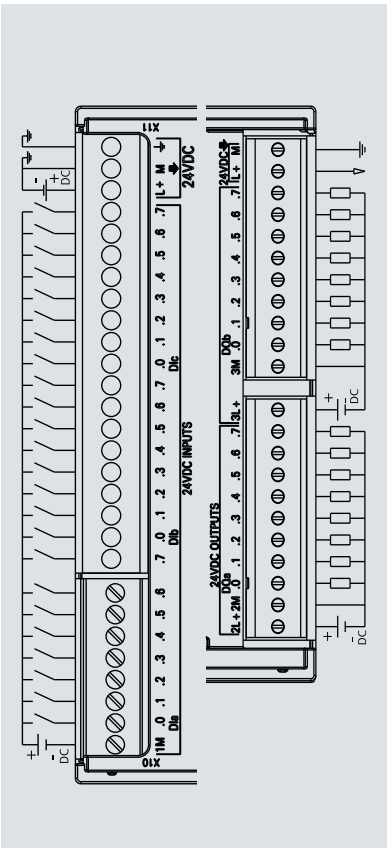 + - DC
- + DC
X10
X11
1M .0 .1 .2 .3 .4 .5 .6 .7 .0 .1 .2 .3 .4 .5 .6 .7 .0 .1 .2 .3 .4 .5 .6 .7 L+ M
DIa DIb DIc
24VDC INPUTS
24VDC
24VDC OUTPUTS
24VDC
DQa DQb
2L+ 2M .0 .1 .2 .3 .4 .5 .6 .7 3L+ 3M .0 .1 .2 .3 .4 .5 .6 .7 L+ M
+ - DC
+ - DC